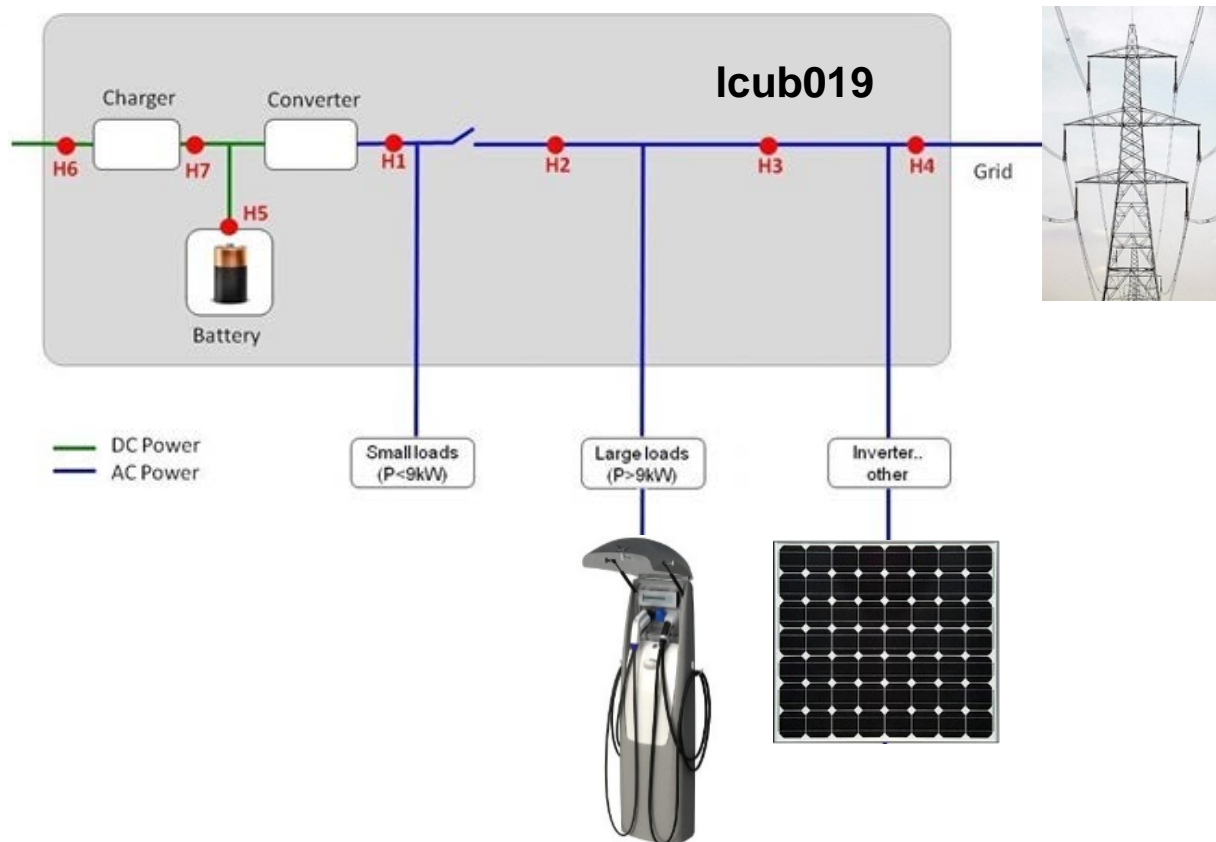 Icub019
Charger
Converter
H6
H7
H1
H2
H3
H4
Grid
H5
Battery
DC Power
AC Power
Small loads
(P<9kW)
Large loads
(P>9kW)
Inverter..
other